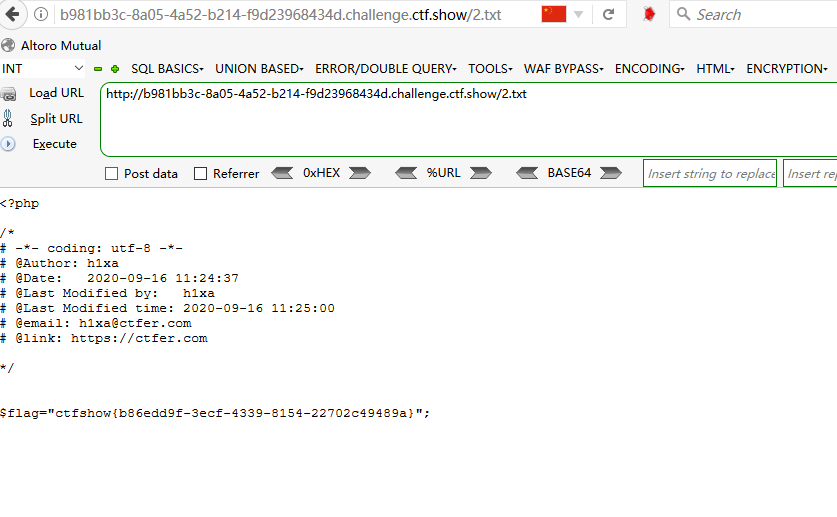 b981bb3c-8a05-4a52-b214-f9d23968434d.challenge.ctf.show/2.txt
Search
Altoro Mutual
INT
SQL BASICS
UNION BASED
ERROR/DOUBLE QUERY
TOOLS
WAF BYPASS
ENCODING
HTML
ENCRYPTION
Load URL
http://b981bb3c-8a05-4a52-b214-f9d23968434d.challenge.ctf.show/2.txt
Split URL
Execute
Post data
Referrer
0xHEX
%URL
BASE64
Insert string to replace
Insert rep
<?php
/*
# -*- coding: utf-8 -*-
# @Author: h1xa
# @Date:   2020-09-16 11:24:37
# @Last Modified by:   h1xa
# @Last Modified time: 2020-09-16 11:25:00
# @email: h1xa@ctfer.com
# @link: https://ctfer.com
*/
$flag="ctfshow{b86edd9f-3ecf-4339-8154-22702c49489a}";